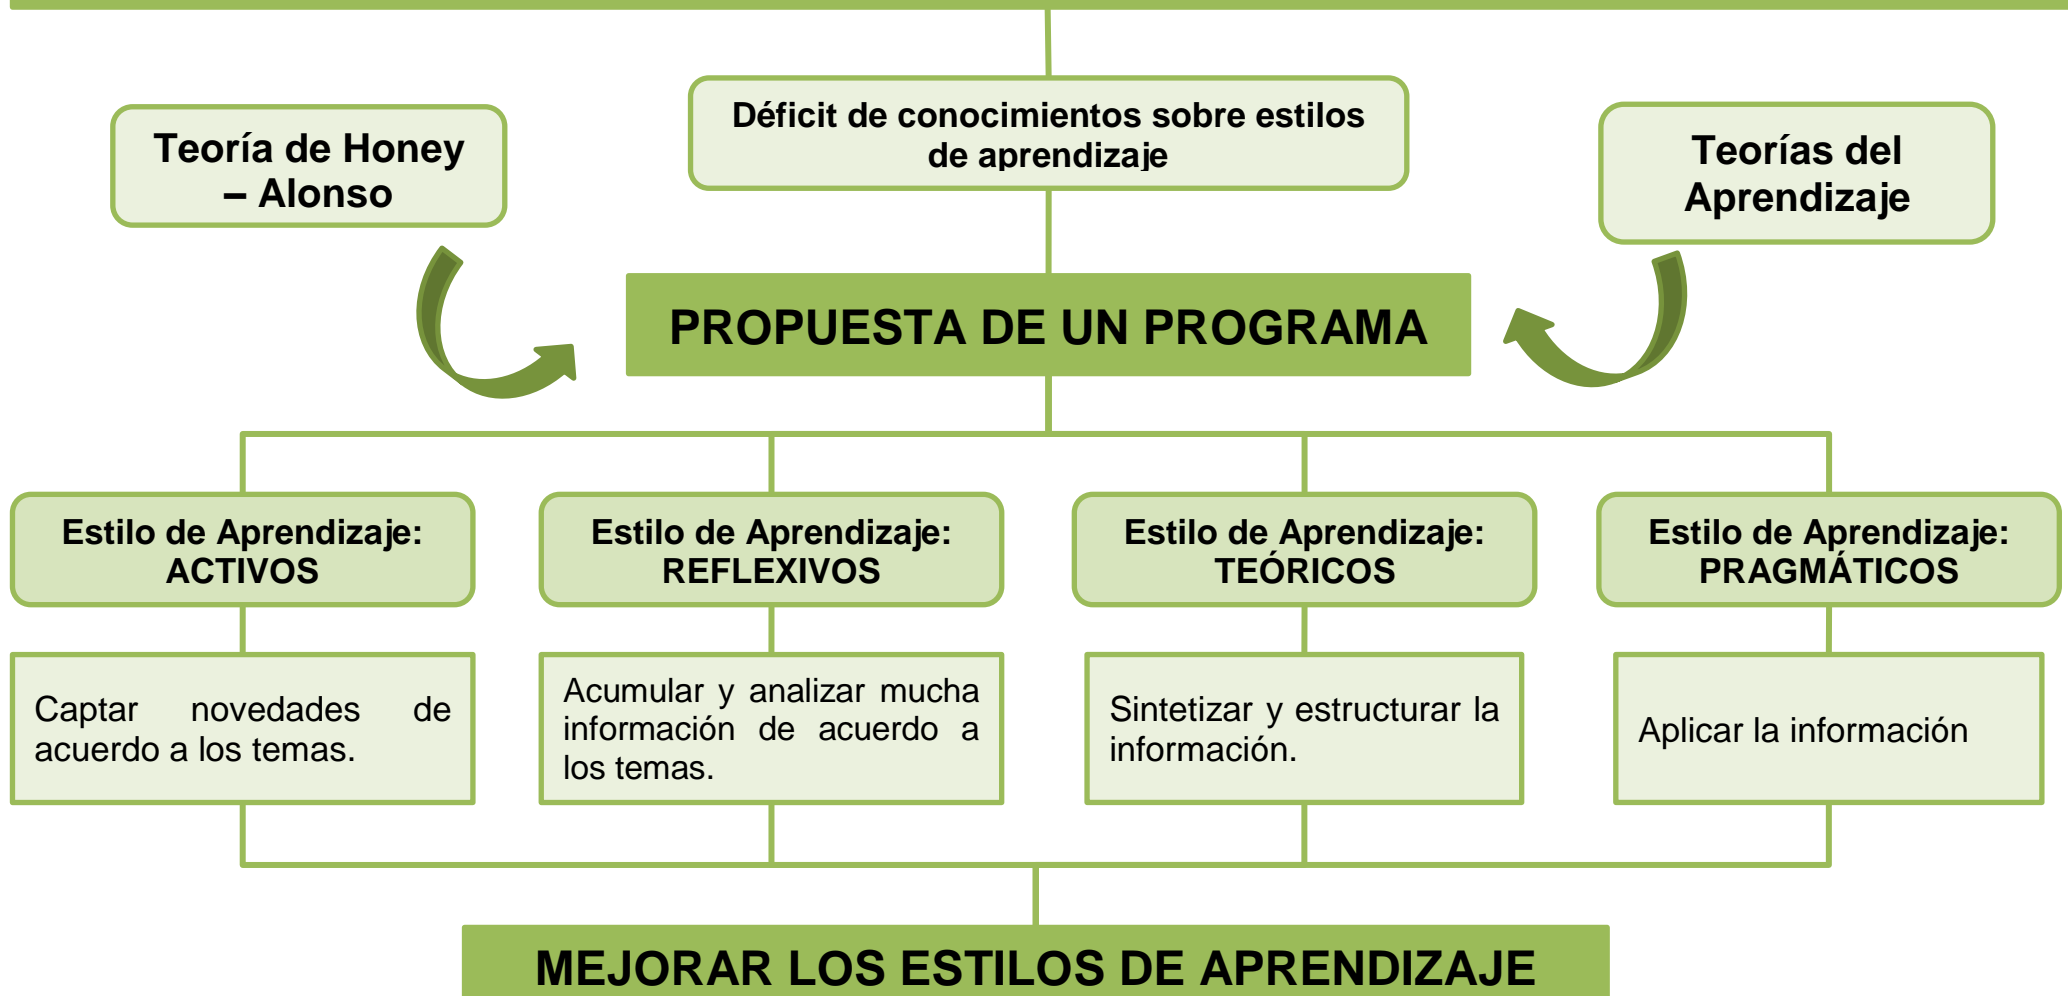 Déficit de conocimientos sobre estilos
de aprendizaje
Teoría de Honey
– Alonso
Teorías del
Aprendizaje
PROPUESTA DE UN PROGRAMA
Estilo de Aprendizaje:
ACTIVOS
Estilo de Aprendizaje:
REFLEXIVOS
Estilo de Aprendizaje:
TEÓRICOS
Estilo de Aprendizaje:
PRAGMÁTICOS
Captar novedades de
acuerdo a los temas.
Acumular y analizar mucha
información de acuerdo a
los temas.
Sintetizar y estructurar la
información.
Aplicar la información
MEJORAR LOS ESTILOS DE APRENDIZAJE